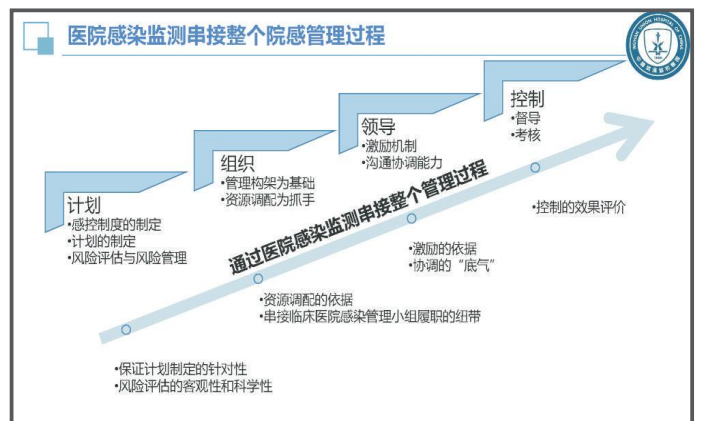 医院感染监测串接整个院感管理过程
WUHAN UNION HOSPITAL OF CHINA
控制
•督导
•考核
领导
•激励机制
•沟通协调能力
组织
•管理构架为基础
•资源调配为抓手
计划
•感控制度的制定
•计划的制定
•风险评估与风险管理
通过医院感染监测串接整个管理过程
•控制的效果评价
•激励的依据
•协调的“底气”
•资源调配的依据
•串接临床医院感染管理小组履职的纽带
•保证计划制定的针对性
•风险评估的客观性和科学性